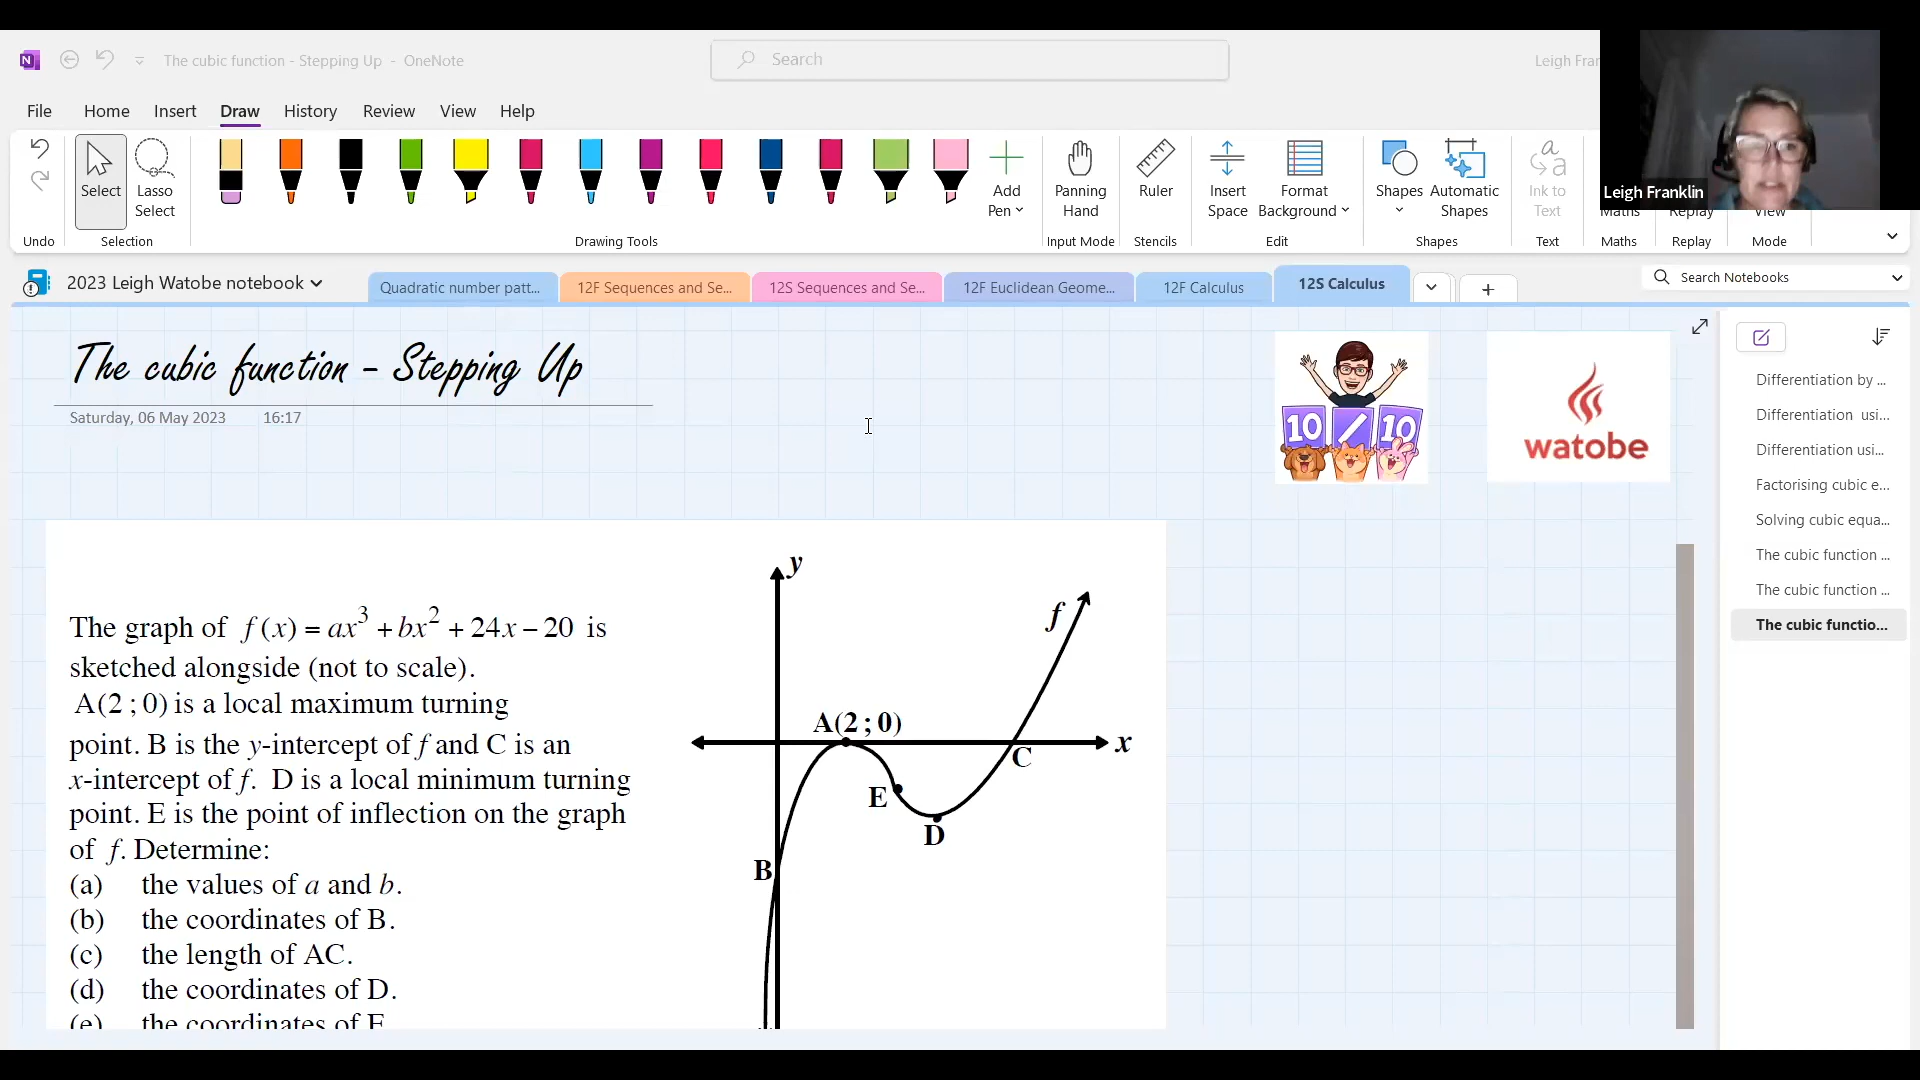 The cubic function - Stepping Up - OneNote
Search
File Home Insert Draw History Review View Help
Undo
Select
Lasso Select
Selection
Drawing Tools
Add Pen
Panning Hand
Input Mode
Ruler
Stencils
Insert Space
Format Background
Edit
Shapes
Automatic Shapes
Shapes
Ink to Text
Text
Maths
Maths
Replay
Replay
View
Mode
Leigh Franklin
2023 Leigh Watobe notebook
Quadratic number patt...
12F Sequences and Se...
12S Sequences and Se...
12F Euclidean Geome...
12F Calculus
12S Calculus
Search Notebooks
The cubic function - Stepping Up
Saturday, 06 May 2023 16:17
10 / 10
watobe
Differentiation by ...
Differentiation usi...
Differentiation usi...
Factorising cubic e...
Solving cubic equa...
The cubic function ...
The cubic function ...
The cubic functio...
The graph of f(x) = ax³ + bx² + 24x – 20 is
sketched alongside (not to scale).
A(2 ; 0) is a local maximum turning
point. B is the y-intercept of f and C is an
x-intercept of f. D is a local minimum turning
point. E is the point of inflection on the graph
of f. Determine:
(a) the values of a and b.
(b) the coordinates of B.
(c) the length of AC.
(d) the coordinates of D.
(e) the coordinates of E
y
f
A(2 ; 0)
x
C
E
D
B